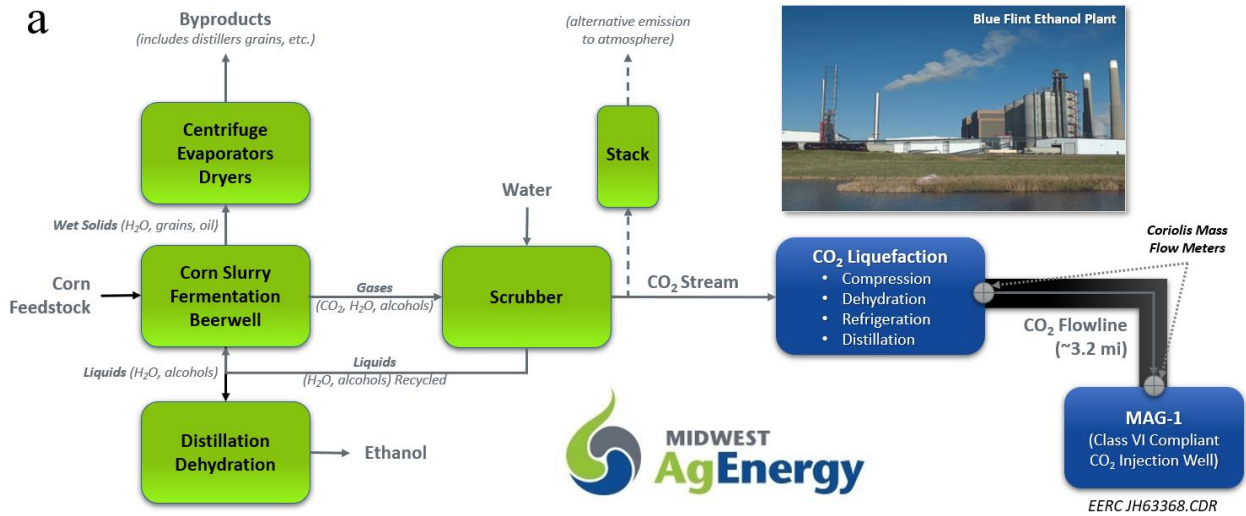 a
Byproducts
(includes distillers grains, etc.)
(alternative emission
to atmosphere)
Blue Flint Ethanol Plant
Centrifuge
Evaporators
Dryers
Stack
Water
Wet Solids (H₂O, grains, oil)
Coriolis Mass
Flow Meters
Corn
Feedstock
Corn Slurry
Fermentation
Beerwell
Gases
(CO₂, H₂O, alcohols)
Scrubber
CO₂ Stream
CO₂ Liquefaction
• Compression
• Dehydration
• Refrigeration
• Distillation
CO₂ Flowline
(~3.2 mi)
Liquids (H₂O, alcohols)
Liquids
(H₂O, alcohols) Recycled
Distillation
Dehydration
Ethanol
MIDWEST
AgEnergy
MAG-1
(Class VI Compliant
CO₂ Injection Well)
EERC JH63368.CDR